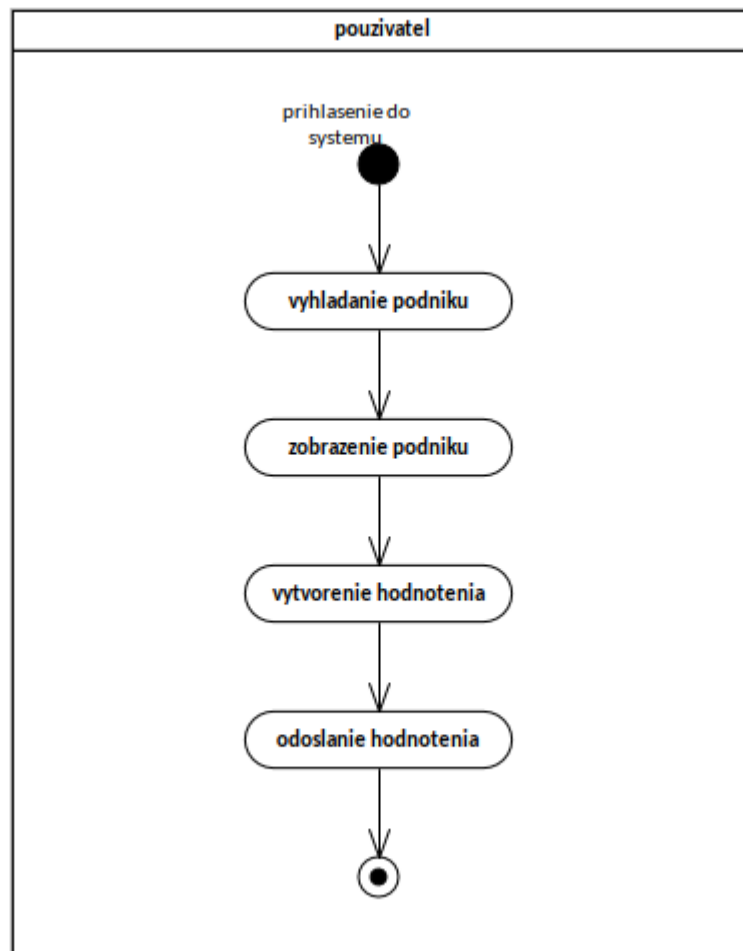 pouzivatel
prihlasenie do
systemu
vyhladanie podniku
zobrazenie podniku
vytvorenie hodnotenia
odoslanie hodnotenia